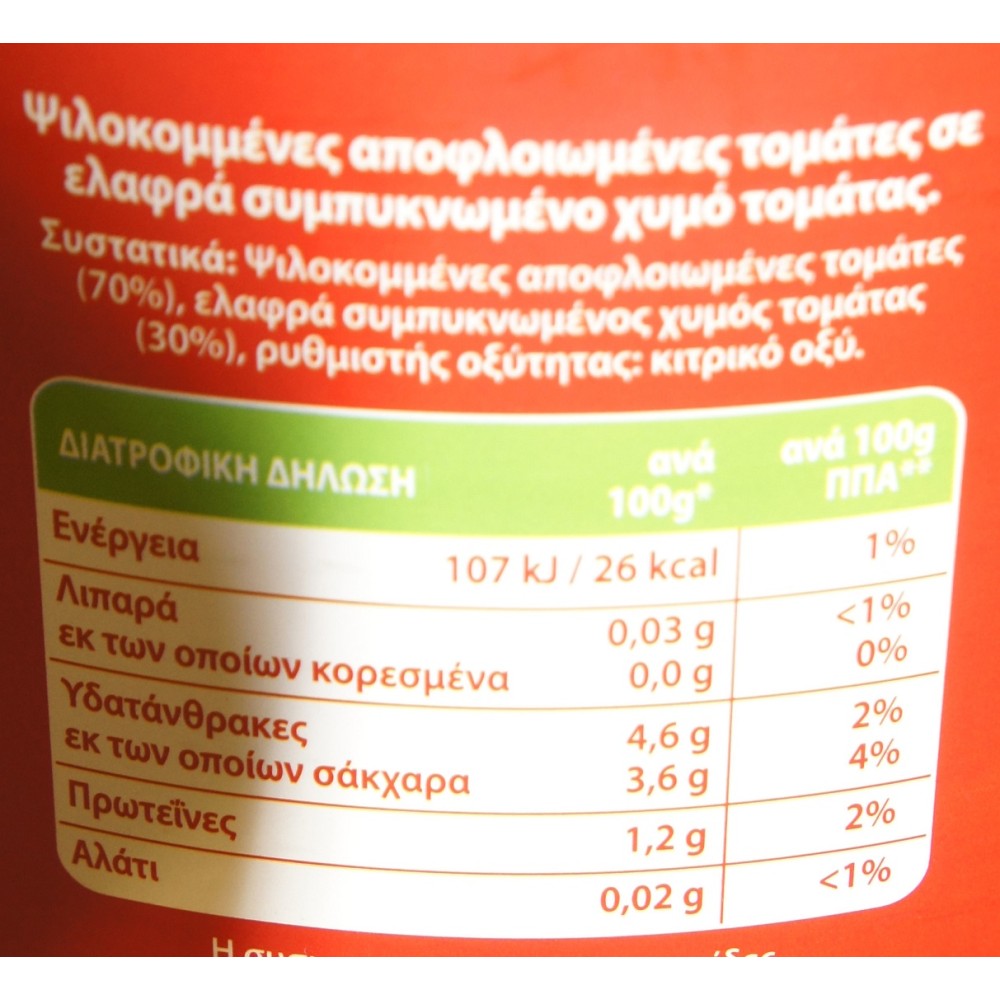 Ψιλοκομμένες αποφλοιωμένες τομάτες σε
ελαφρά συμπυκνωμένο χυμό τομάτας.
Συστατικά: Ψιλοκομμένες αποφλοιωμένες τομάτες
(70%), ελαφρά συμπυκνωμένος χυμός τομάτας
(30%), ρυθμιστής οξύτητας: κιτρικό οξύ.
ΔΙΑΤΡΟΦΙΚΗ ΔΗΛΩΣΗ ανά 100g* ανά 100g ΠΠΑ**
Ενέργεια 107 kJ / 26 kcal 1%
Λιπαρά 0,03 g <1%
εκ των οποίων κορεσμένα 0,0 g 0%
Υδατάνθρακες 4,6 g 2%
εκ των οποίων σάκχαρα 3,6 g 4%
Πρωτεΐνες 1,2 g 2%
Αλάτι 0,02 g <1%
Η